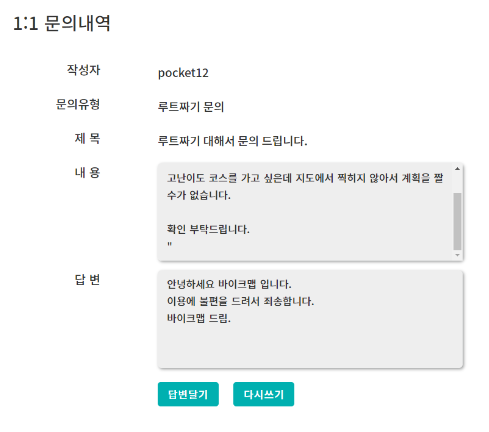 1:1 문의내역
작성자
pocket12
문의유형
루트짜기 문의
제 목
루트짜기 대해서 문의 드립니다.
내 용
고난이도 코스를 가고 싶은데 지도에서 찍히지 않아서 계획을 짤
수가 없습니다.
확인 부탁드립니다.
"
답 변
안녕하세요 바이크맵 입니다.
이용에 불편을 드려서 죄송합니다.
바이크맵 드림.
답변달기
다시쓰기